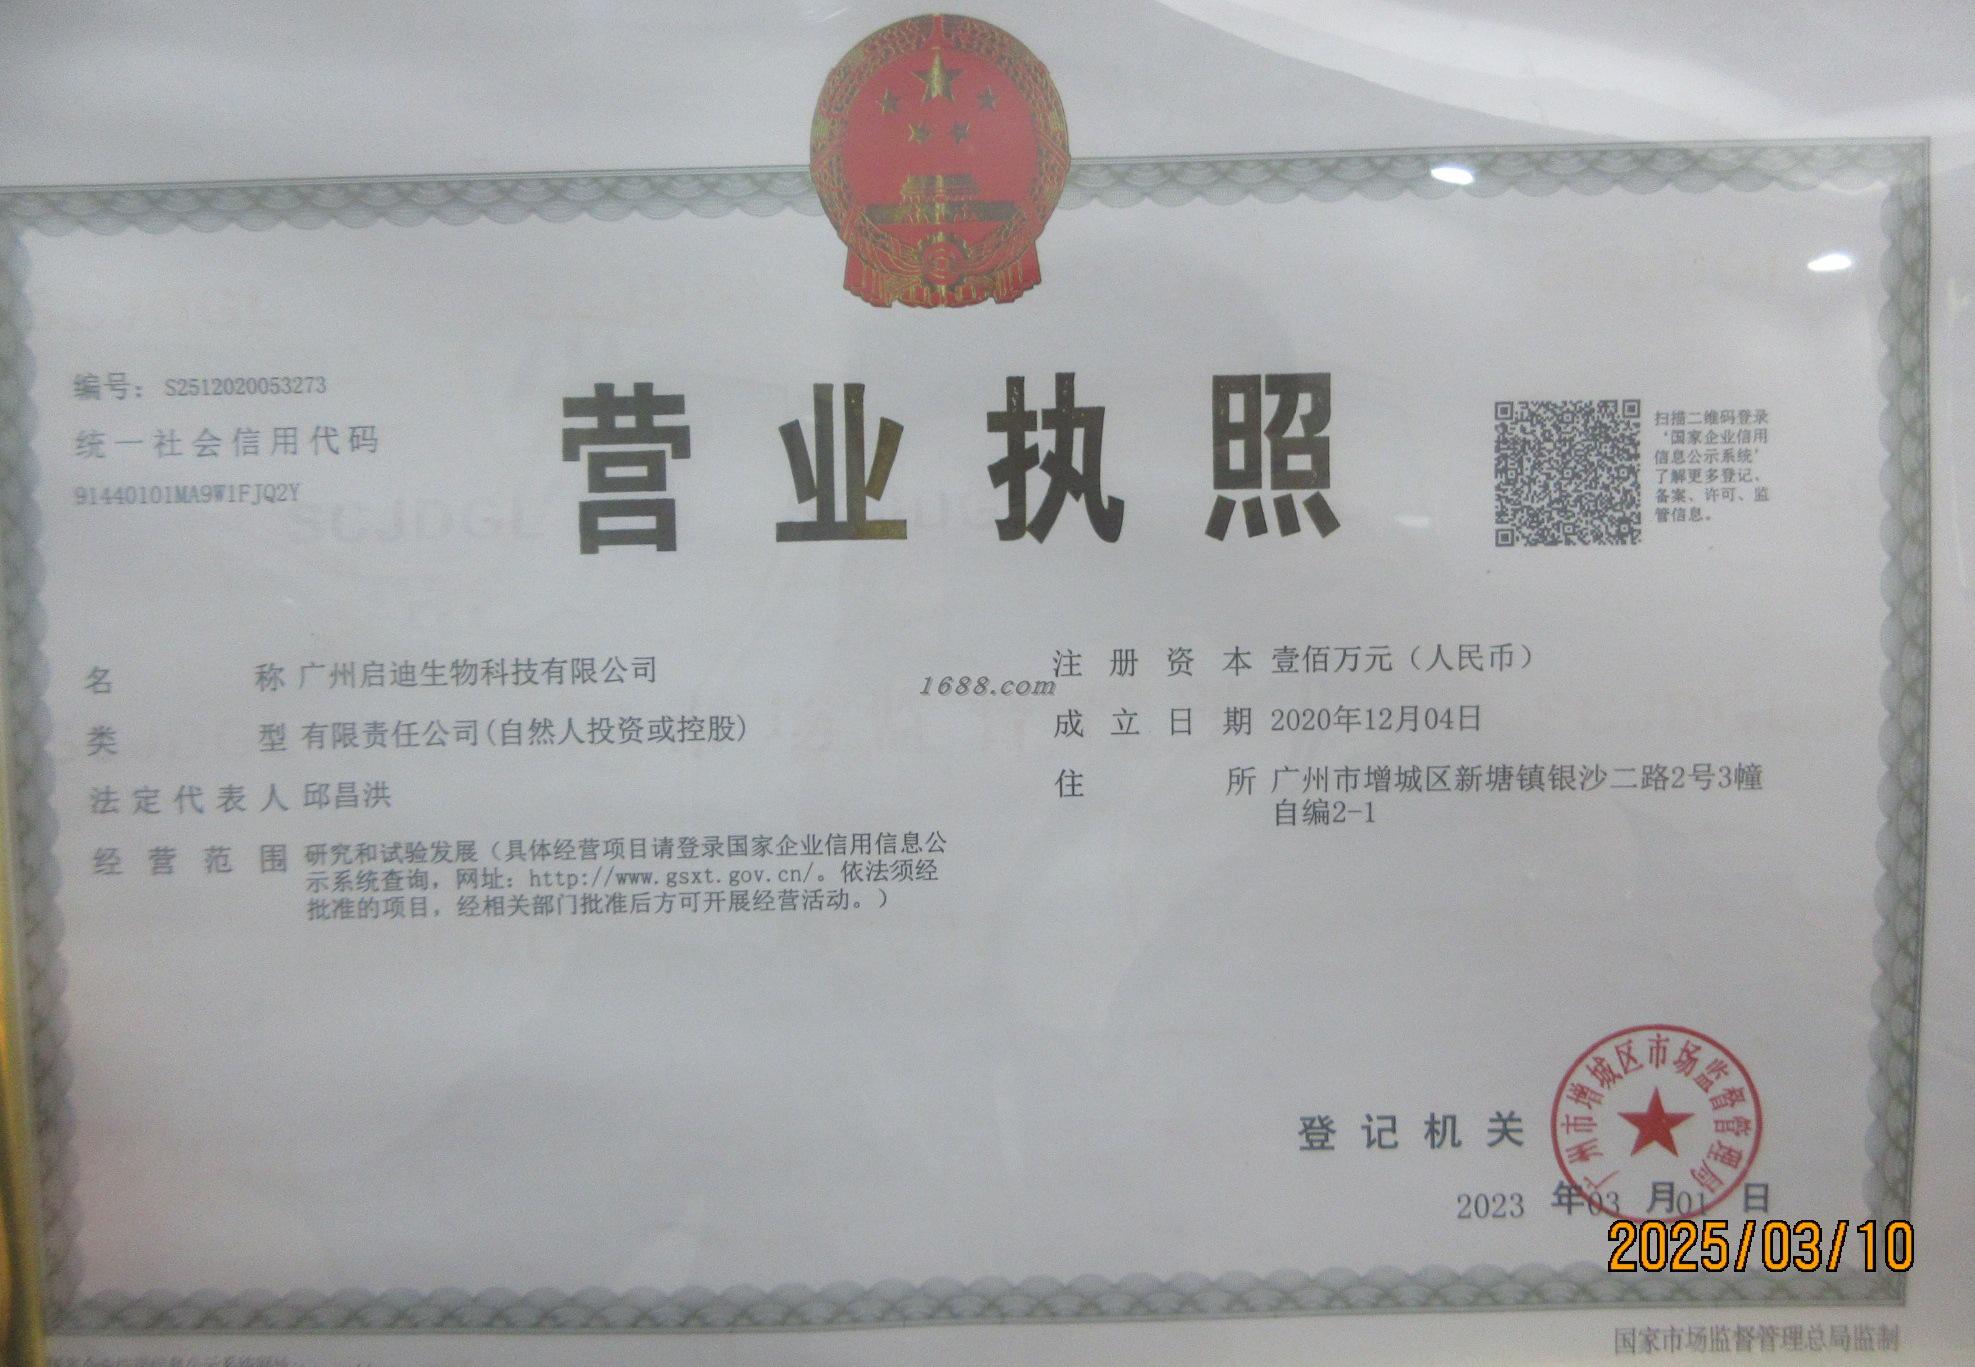 编号: S2512020053273
统一社会信用代码
91440101MA9W1FJQ2Y
营业执照
扫描二维码登录
‘国家企业信用
信息公示系统’
了解更多登记、
备案、许可、监
管信息。
名称 广州启迪生物科技有限公司
类型 有限责任公司(自然人投资或控股)
法定代表人 邱昌洪
经营范围 研究和试验发展（具体经营项目请登录国家企业信用信息公
示系统查询，网址：http://www.gsxt.gov.cn/。依法须经
批准的项目，经相关部门批准后方可开展经营活动。）
1688.com
注册资本 壹佰万元（人民币）
成立日期 2020年12月04日
住所 广州市增城区新塘镇银沙二路2号3幢
自编2-1
登记机关
广州市增城区市场监督管理局
2023 年03 月01 日
2025/03/10
国家市场监督管理总局监制